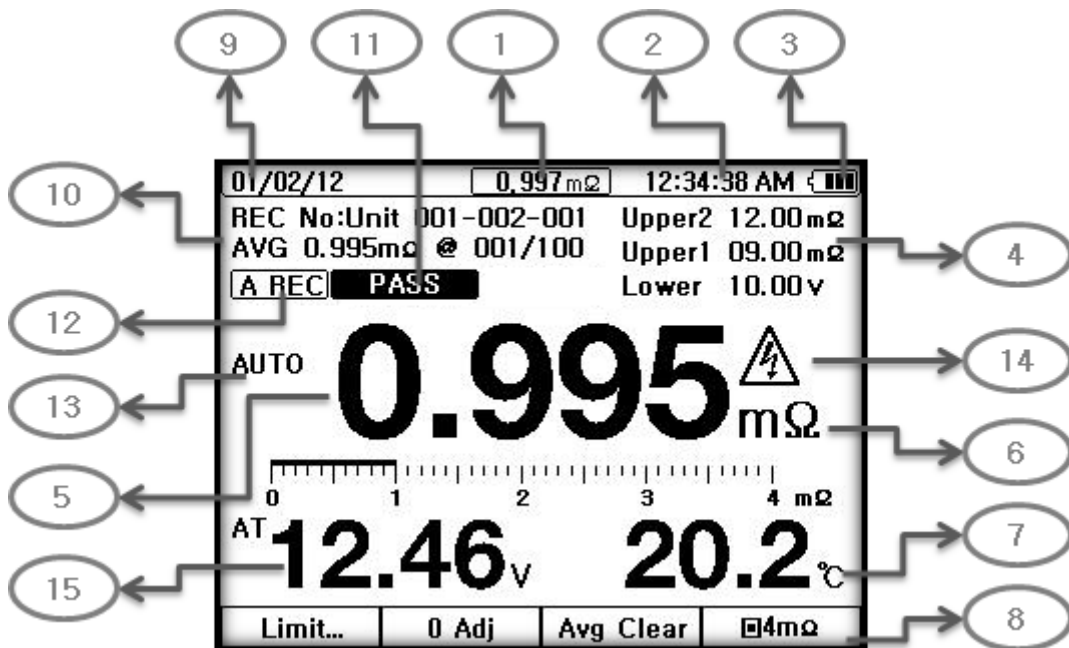 9 11 1 2 3
01/02/12 0.997mΩ 12:34:38 AM
10
REC No:Unit 001-002-001 Upper2 12.00mΩ
AVG 0.995mΩ @ 001/100 Upper1 09.00mΩ
4
A REC PASS Lower 10.00v
12
AUTO 0.995 mΩ
14
13
6
5
0 1 2 3 4 mΩ
AT 12.46 v 20.2 ℃
7
15
Limit... 0 Adj Avg Clear 4mΩ
8